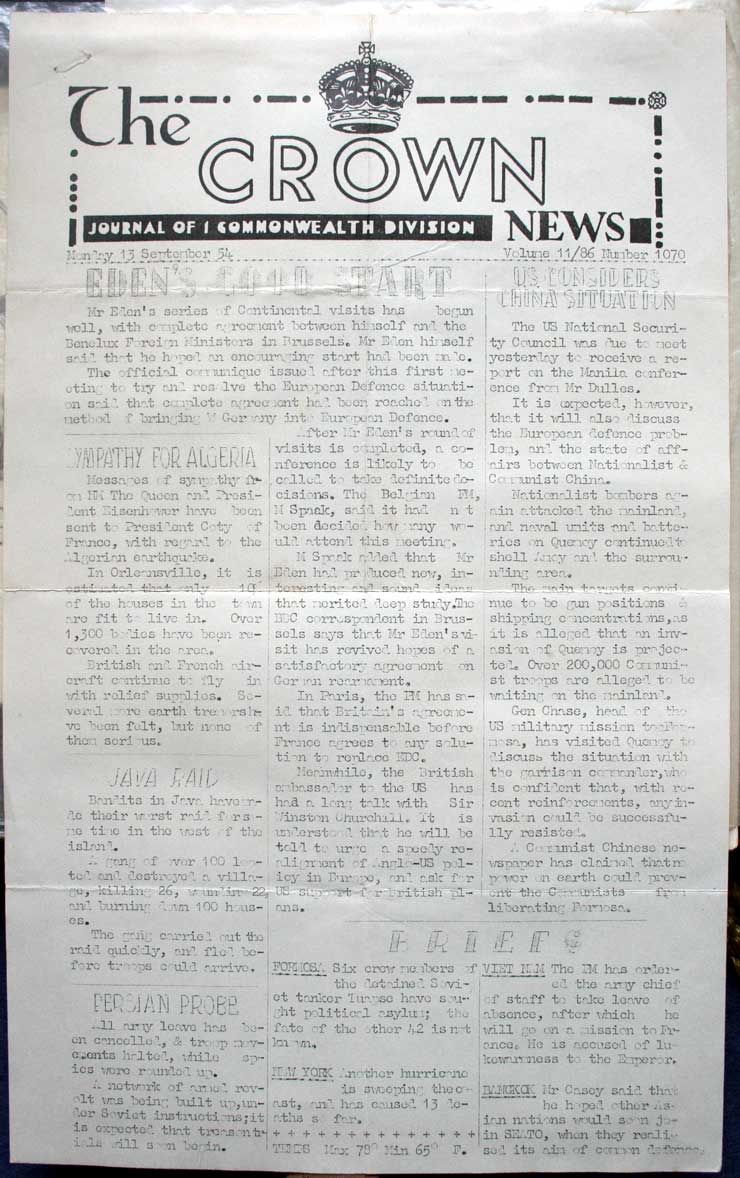 The
CROWN
JOURNAL OF 1 COMMONWEALTH DIVISION NEWS
Monday 13 September 54 Volume 11/86 Number 1070
EDEN'S GOOD START
Mr Eden's series of Continental visits has begun
well, with complete agreement between himself and the
Benelux Foreign Ministers in Brussels. Mr Eden himself
said that he hoped an encouraging start had been made.
The official communique issued after this first me-
eting to try and resolve the European Defence situati-
on said that complete agreement had been reached on the
method of bringing W Germany into European Defence.
After Mr Eden's round of
visits is completed, a co-
nference is likely to be
called to take definite de-
cisions. The Belgian FM,
M Spaak, said it had not
been decided how many wo-
uld attend this meeting.
M Spaak added that Mr
Eden had produced new, in-
teresting and sound ideas
that merited deep study. The
BBC correspondent in Brus-
sels says that Mr Eden's vi-
sit has revived hopes of a
satisfactory agreement on
German rearmament.
In Paris, the FM has sa-
id that Britain's agreeme-
nt is indispensable before
France agrees to any solu-
tion to replace EDC.
Meanwhile, the British
ambassador to the US has
had a long talk with Sir
Winston Churchill. It is
understood that he will be
told to urge a speedy re-
alignment of Anglo-US pol-
icy in Europe, and ask for
US support for British pl-
ans.
SYMPATHY FOR ALGERIA
Messages of sympathy fr-
om HM The Queen and Presi-
dent Eisenhower have been
sent to President Coty of
France, with regard to the
Algerian earthquake.
In Orleansville, it is
estimated that only
of the houses in the town
are fit to live in. Over
1,300 bodies have been re-
covered in the area.
British and French air-
craft continue to fly in
with relief supplies. Se-
veral more earth tremors ha-
ve been felt, but none of
them serious.
JAVA RAID
Bandits in Java have ma-
de their worst raid for so-
me time in the west of the
island.
A gang of over 100 loo-
ted and destroyed a villa-
ge, killing 26, wounding 22,
and burning down 100 hous-
es.
The gang carried out the
raid quickly, and fled be-
fore troops could arrive.
PERSIAN PROBE
All army leave has be-
en cancelled, & troop mov-
ements halted, while sp-
ies were rounded up.
A network of armed rev-
olt was being built up, un-
der Soviet instructions; it
is expected that treason tr-
ials will soon begin.
US CONSIDERS
CHINA SITUATION
The US National Securi-
ty Council was due to meet
yesterday to receive a re-
port on the Manila confer-
ence from Mr Dulles.
It is expected, however,
that it will also discuss
the European defence prob-
lem, and the state of aff-
airs between Nationalist &
Communist China.
Nationalist bombers ag-
ain attacked the mainland,
and naval units and batte-
ries on Quemoy continued to
shell Amoy and the surrou-
nding area.
The main targets conti-
nue to be gun positions &
shipping concentrations, as
it is alleged that an inv-
asion of Quemoy is projec-
ted. Over 200,000 Communi-
st troops are alleged to be
waiting on the mainland.
Gen Chase, head of the
US military mission to For-
mosa, has visited Quemoy to
discuss the situation with
the garrison commander, who
is confident that, with re-
cent reinforcements, any in-
vasion could be successfu-
lly resisted.
A Communist Chinese ne-
wspaper has claimed that no
power on earth could prev-
ent the Communists from
liberating Formosa.
BRIEFS
FORMOSA Six crew members of
the detained Sovi-
et tanker Tuapse have sou-
ght political asylum; the
fate of the other 42 is not
known.
NEW YORK Another hurricane
is sweeping the co-
ast, and has caused 13 de-
aths so far.
+ + + + + + + + + + + + + +
TEMPS Max 78° Min 65° F.
VIET NAM The PM has order-
ed the army chief
of staff to take leave of
absence, after which he
will go on a mission to Fr-
ance. He is accused of lu-
kewarmness to the Emperor.
BANGKOK Mr Casey said that
he hoped other As-
ian nations would soon jo-
in SEATO, when they reali-
sed its aim of common defence.